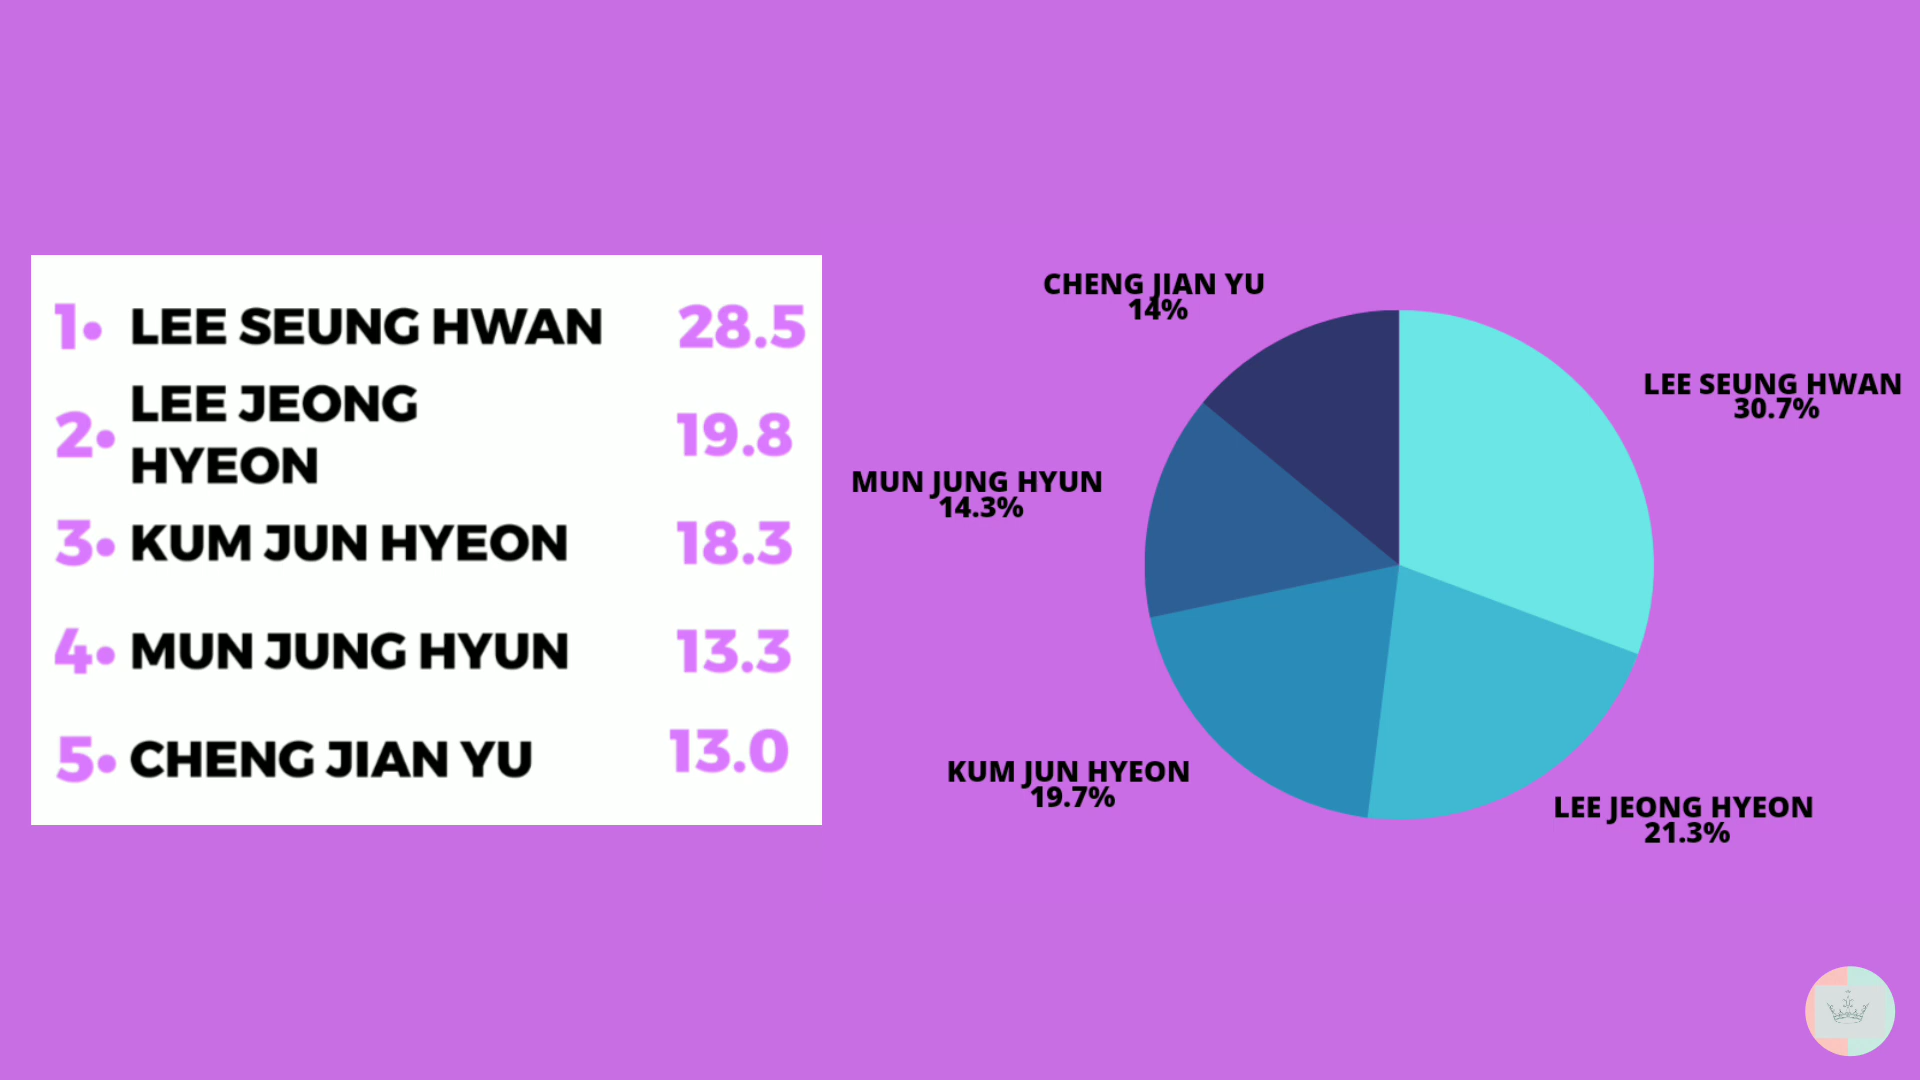 1• LEE SEUNG HWAN 28.5
2• LEE JEONG HYEON 19.8
3• KUM JUN HYEON 18.3
4• MUN JUNG HYUN 13.3
5• CHENG JIAN YU 13.0
CHENG JIAN YU
14%
LEE SEUNG HWAN
30.7%
MUN JUNG HYUN
14.3%
KUM JUN HYEON
19.7%
LEE JEONG HYEON
21.3%